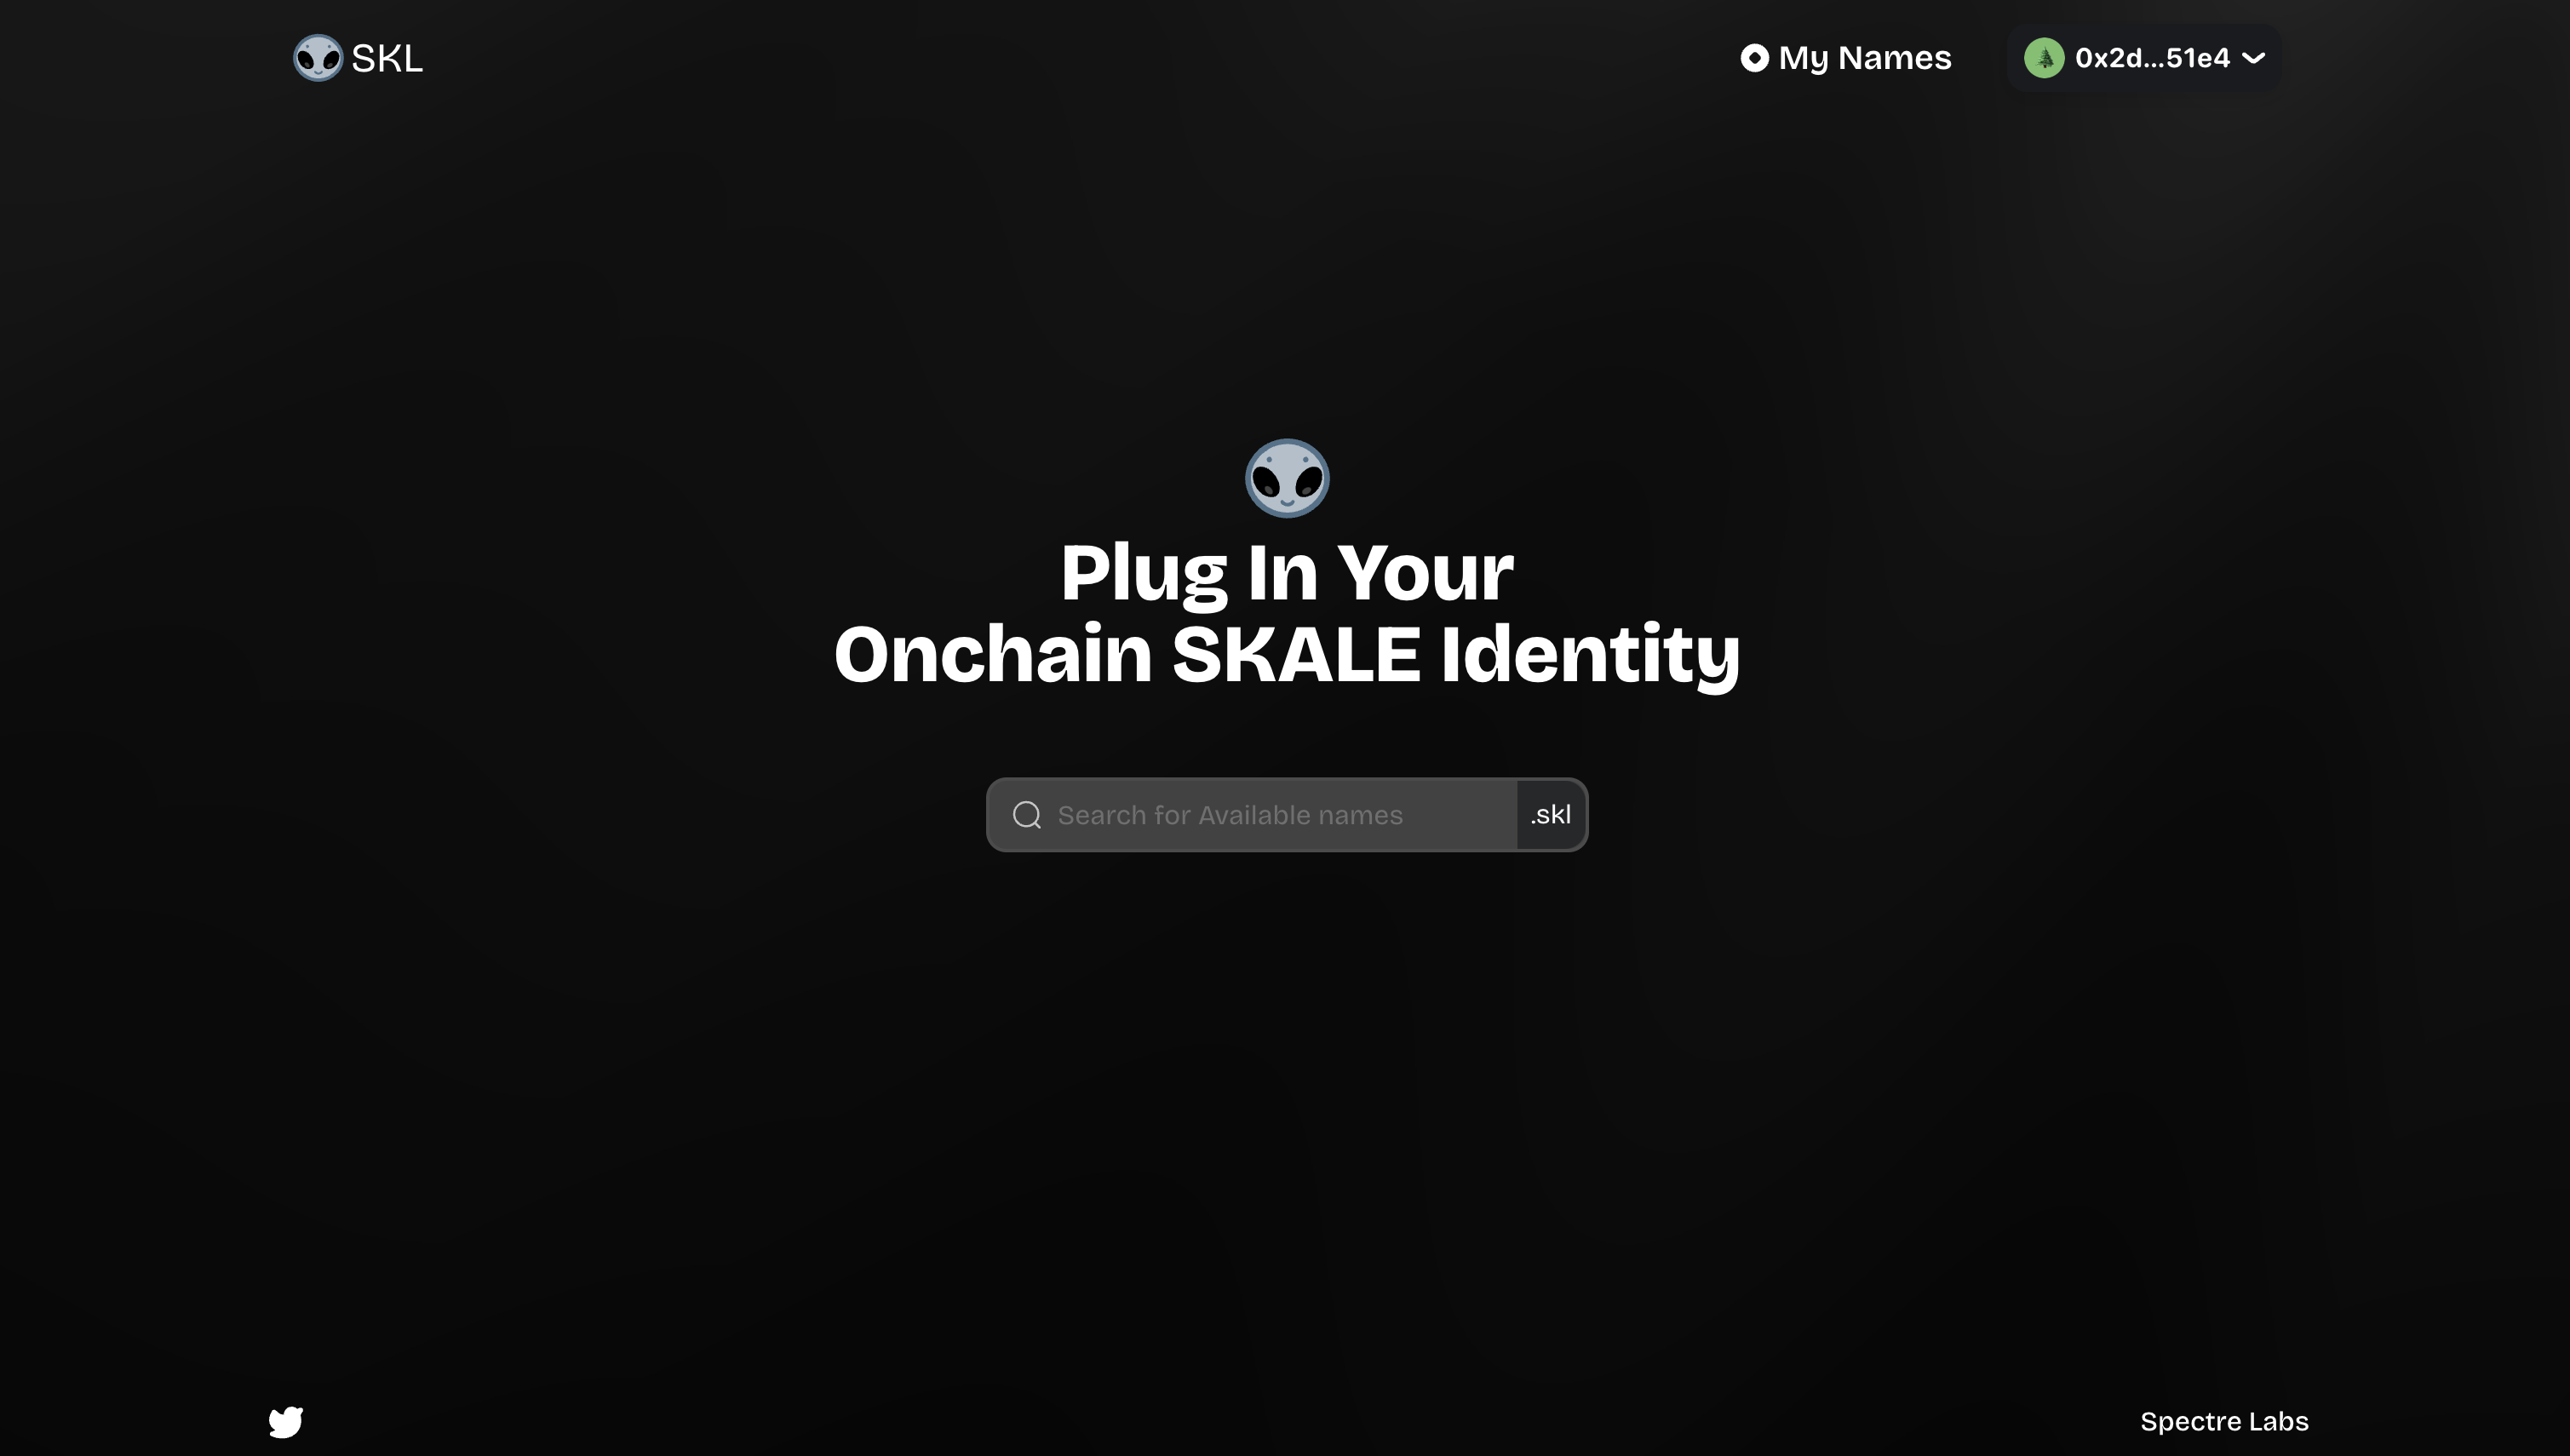 SKL
My Names
0x2d...51e4
Plug In Your
Onchain SKALE Identity
Search for Available names
.skl
Spectre Labs